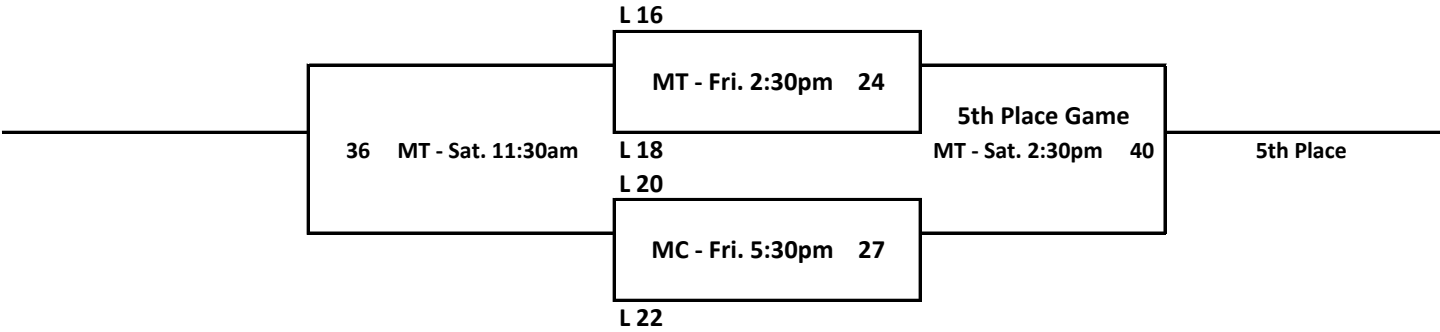 L 16
MT - Fri. 2:30pm 24
5th Place Game
36 MT - Sat. 11:30am
L 18
MT - Sat. 2:30pm 40
5th Place
L 20
MC - Fri. 5:30pm 27
L 22